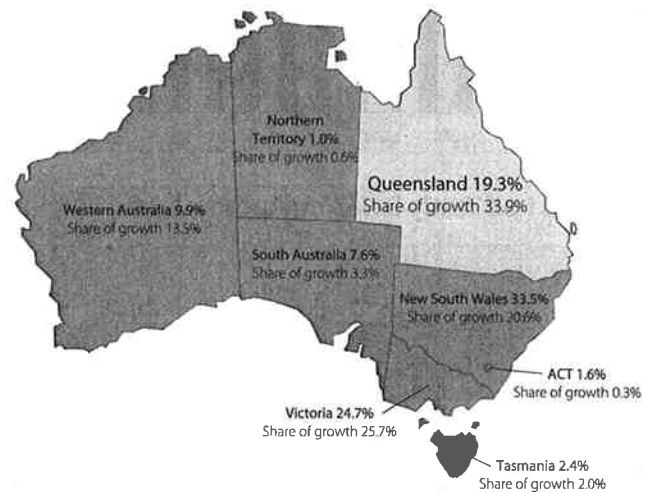 Northern
Territory 1.0%
Share of growth 0.6%
Queensland 19.3%
Share of growth 33.9%
Western Australia 9.9%
Share of growth 13.5%
South Australia 7.6%
Share of growth 3.3%
New South Wales 33.5%
Share of growth 20.6%
ACT 1.6%
Share of growth 0.3%
Victoria 24.7%
Share of growth 25.7%
Tasmania 2.4%
Share of growth 2.0%